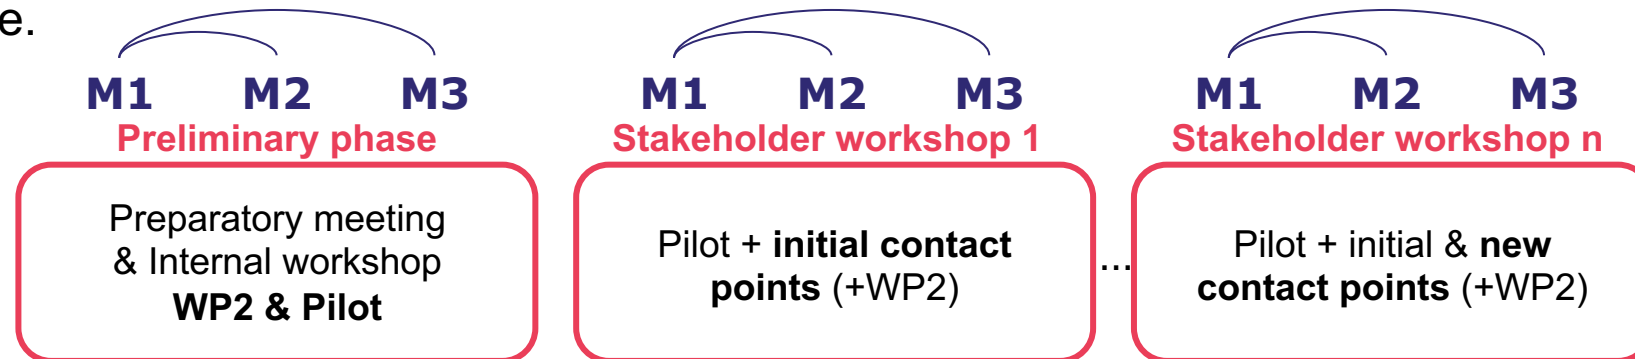 e.
M1 M2 M3
Preliminary phase
Preparatory meeting
& Internal workshop
WP2 & Pilot
M1 M2 M3
Stakeholder workshop 1
Pilot + initial contact
points (+WP2)
...
M1 M2 M3
Stakeholder workshop n
Pilot + initial & new
contact points (+WP2)